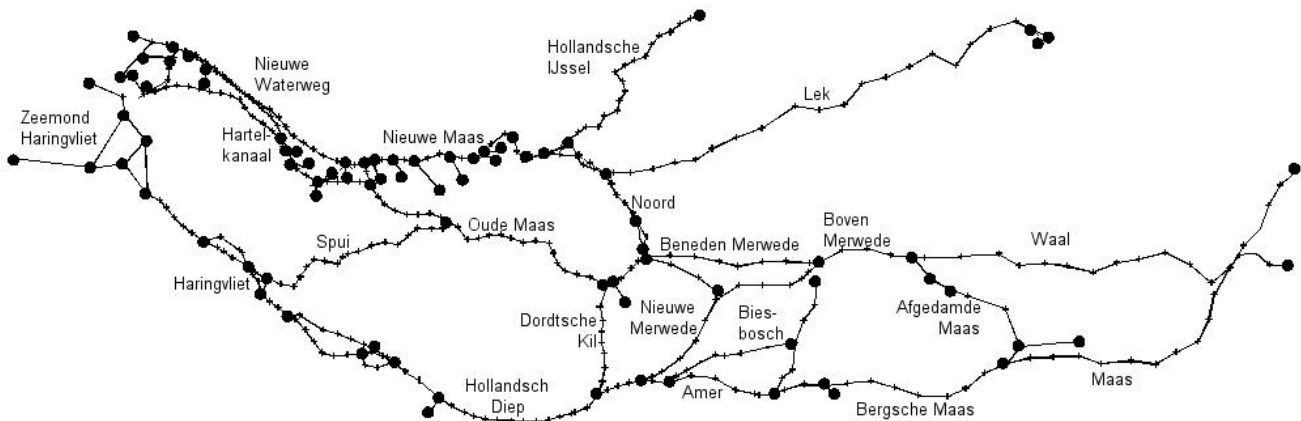 Nieuwe
Waterweg
Hollandsche
IJssel
Lek
Zeemond
Haringvliet
Hartel-
kanaal
Nieuwe Maas
Noord
Spui
Oude Maas
Beneden Merwede
Boven
Merwede
Waal
Haringvliet
Dordtsche
Kil
Nieuwe
Merwede
Bies-
bosch
Afgedamde
Maas
Hollandsch
Diep
Amer
Bergsche Maas
Maas